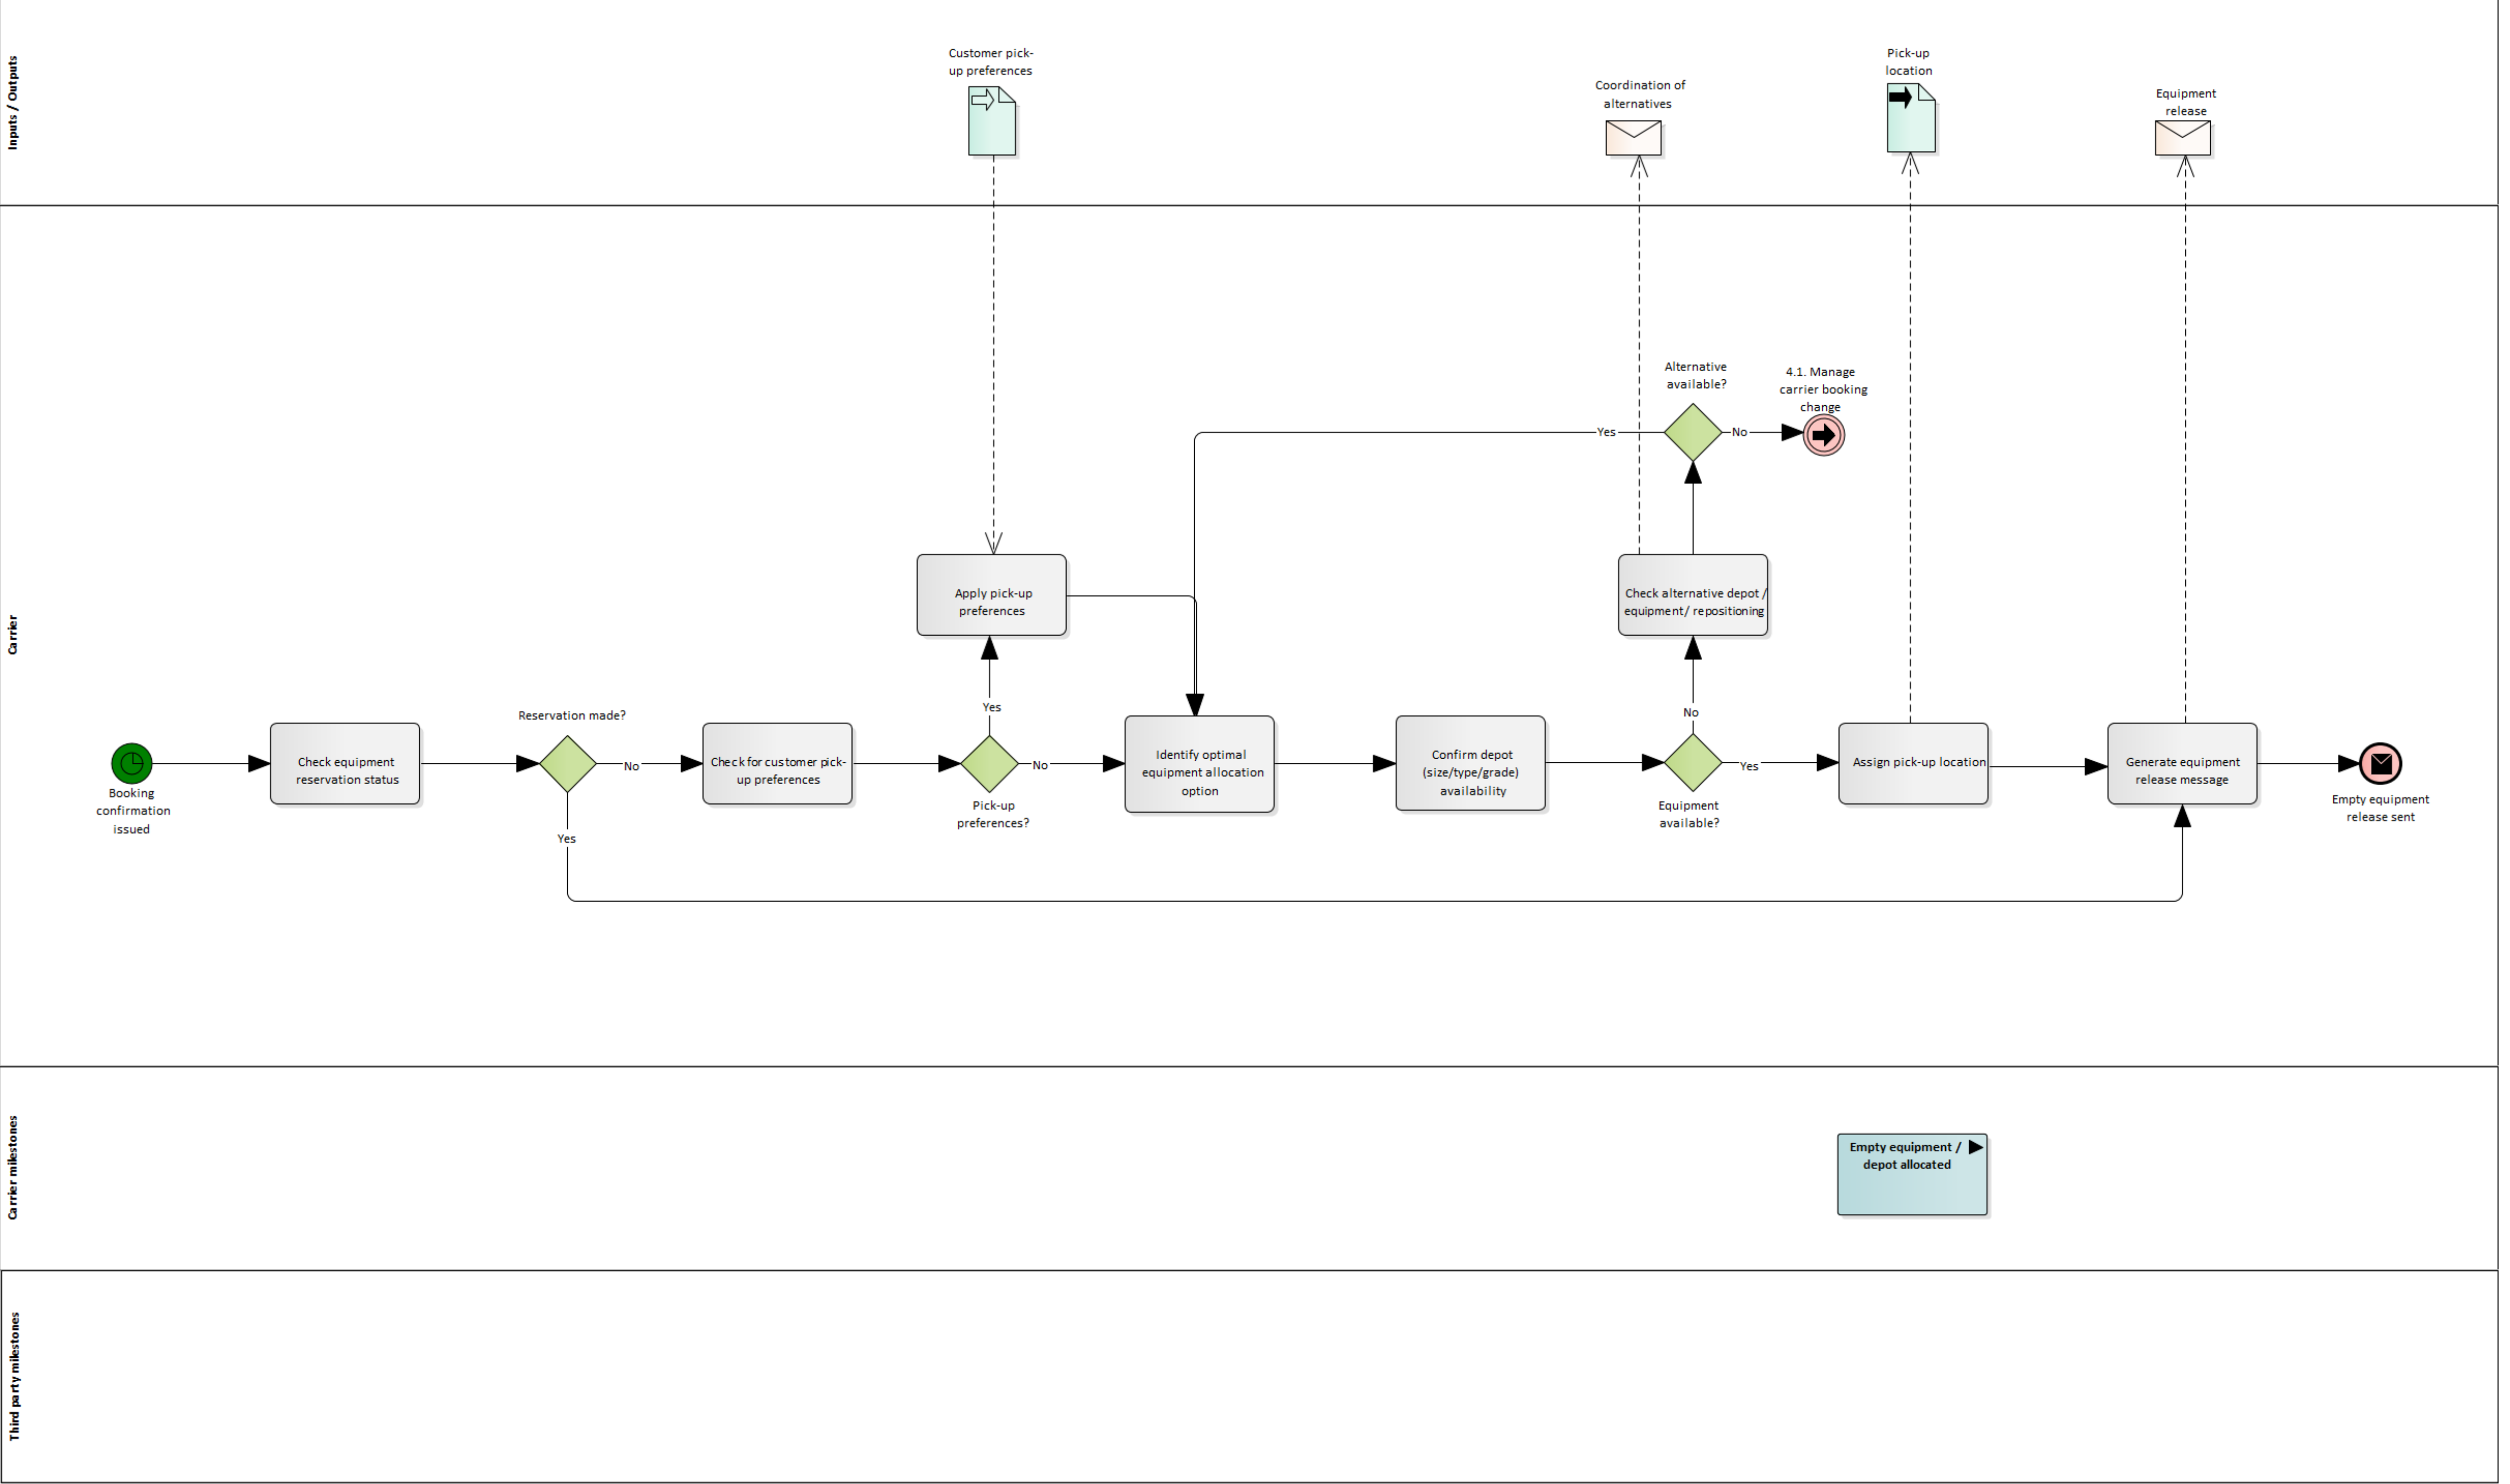 Inputs / Outputs
Customer pick-
up preferences
Coordination of
alternatives
Pick-up
location
Equipment
release
Carrier
Alternative
available?
4.1. Manage
carrier booking
change
Yes
No
Apply pick-up
preferences
Check alternative depot /
equipment/ repositioning
Yes
No
Reservation made?
Booking
confirmation
issued
Check equipment
reservation status
No
Yes
Check for customer pick-
up preferences
No
Pick-up
preferences?
Identify optimal
equipment allocation
option
Confirm depot
(size/type/grade)
availability
Yes
Equipment
available?
Assign pick-up location
Generate equipment
release message
Empty equipment
release sent
Carrier milestones
Empty equipment /
depot allocated
Third party milestones